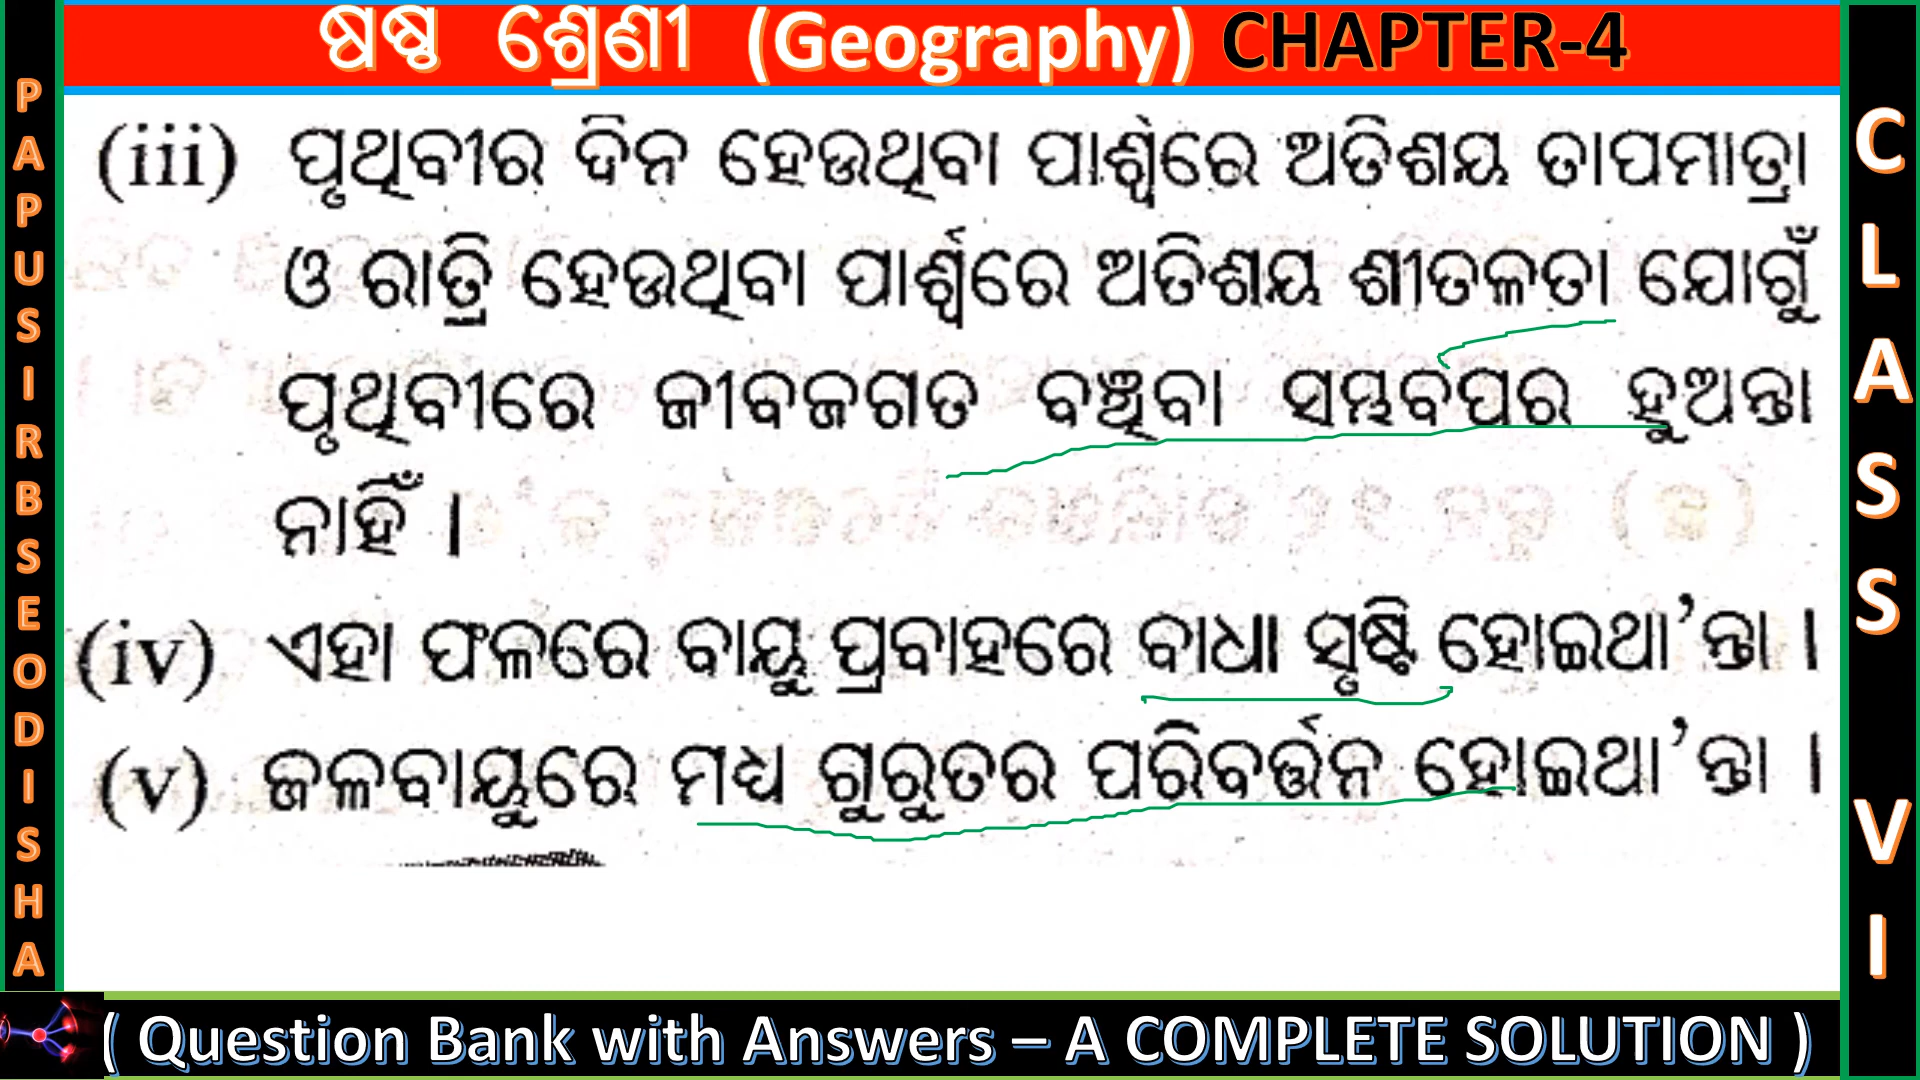 ଷଷ୍ଠ ଶ୍ରେଣୀ (Geography) CHAPTER-4
(iii) ପୃଥିବୀର ଦିନ ହେଉଥିବା ପାର୍ଶ୍ୱରେ ଅତିଶୟ ତାପମାତ୍ରା
ଓ ରାତ୍ରି ହେଉଥିବା ପାର୍ଶ୍ୱରେ ଅତିଶୟ ଶୀତଳତା ଯୋଗୁଁ
ପୃଥିବୀରେ ଜୀବଜଗତ ବଞ୍ଚିବା ସମ୍ଭବପର ହୁଅନ୍ତା
ନାହିଁ ।
(iv) ଏହା ଫଳରେ ବାୟୁ ପ୍ରବାହରେ ବାଧା ସୃଷ୍ଟି ହୋଇଥା’ନ୍ତା ।
(v) ଜଳବାୟୁରେ ମଧ୍ୟ ଗୁରୁତର ପରିବର୍ତ୍ତନ ହୋଇଥା’ନ୍ତା ।
( Question Bank with Answers – A COMPLETE SOLUTION )
PAPUSIRBSEODISHA
CLASS VI